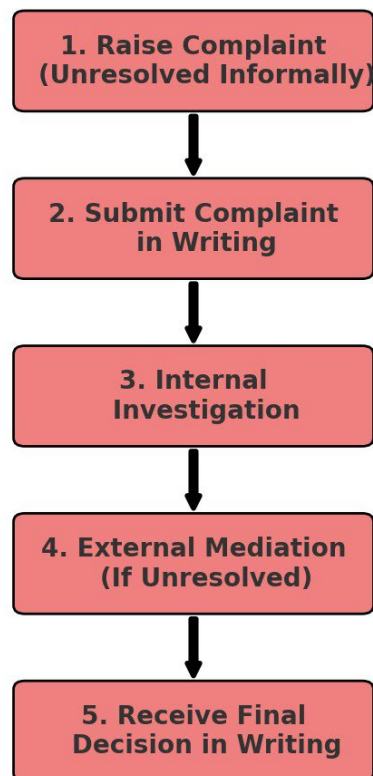 1. Raise Complaint
(Unresolved Informally)
2. Submit Complaint
in Writing
3. Internal
Investigation
4. External Mediation
(If Unresolved)
5. Receive Final
Decision in Writing